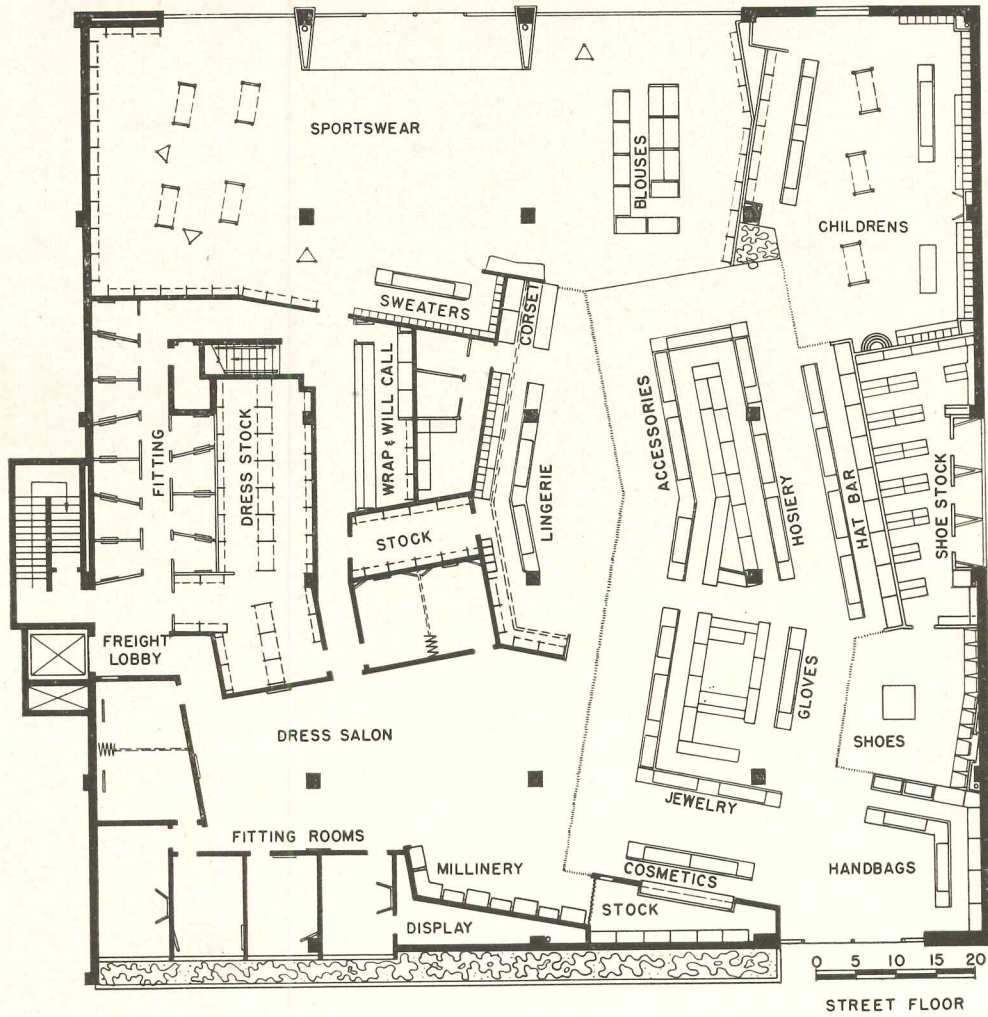 SPORTSWEAR
BLOUSES
CHILDRENS
SWEATERS
CORSET
WRAP & WILL CALL
ACCESSORIES
HOSIERY
HAT BAR
SHOE STOCK
FITTING
DRESS STOCK
STOCK
LINGERIE
FREIGHT
LOBBY
GLOVES
SHOES
DRESS SALON
JEWELRY
FITTING ROOMS
MILLINERY
COSMETICS
HANDBAGS
STOCK
DISPLAY
0 5 10 15 20
STREET FLOOR